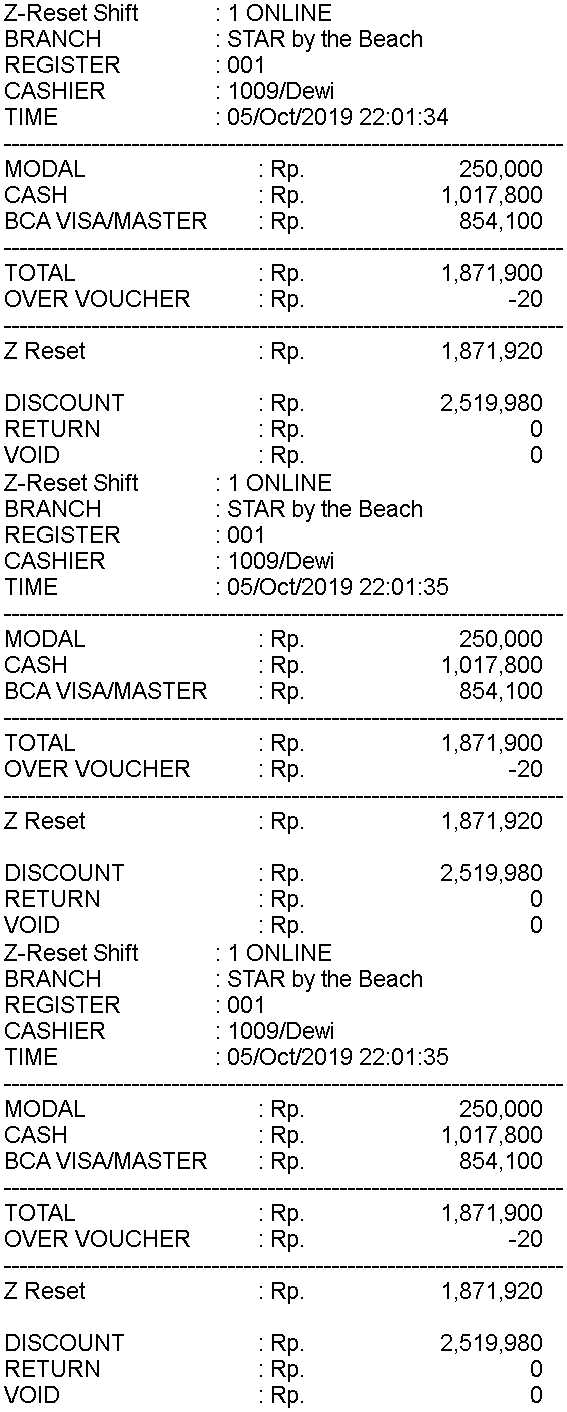 Z-Reset Shift : 1 ONLINE
BRANCH : STAR by the Beach
REGISTER : 001
CASHIER : 1009/Dewi
TIME : 05/Oct/2019 22:01:34
--------------------------------------------------------------------------------
MODAL : Rp. 250,000
CASH : Rp. 1,017,800
BCA VISA/MASTER : Rp. 854,100
--------------------------------------------------------------------------------
TOTAL : Rp. 1,871,900
OVER VOUCHER : Rp. -20
--------------------------------------------------------------------------------
Z Reset : Rp. 1,871,920
DISCOUNT : Rp. 2,519,980
RETURN : Rp. 0
VOID : Rp. 0
Z-Reset Shift : 1 ONLINE
BRANCH : STAR by the Beach
REGISTER : 001
CASHIER : 1009/Dewi
TIME : 05/Oct/2019 22:01:35
--------------------------------------------------------------------------------
MODAL : Rp. 250,000
CASH : Rp. 1,017,800
BCA VISA/MASTER : Rp. 854,100
--------------------------------------------------------------------------------
TOTAL : Rp. 1,871,900
OVER VOUCHER : Rp. -20
--------------------------------------------------------------------------------
Z Reset : Rp. 1,871,920
DISCOUNT : Rp. 2,519,980
RETURN : Rp. 0
VOID : Rp. 0
Z-Reset Shift : 1 ONLINE
BRANCH : STAR by the Beach
REGISTER : 001
CASHIER : 1009/Dewi
TIME : 05/Oct/2019 22:01:35
--------------------------------------------------------------------------------
MODAL : Rp. 250,000
CASH : Rp. 1,017,800
BCA VISA/MASTER : Rp. 854,100
--------------------------------------------------------------------------------
TOTAL : Rp. 1,871,900
OVER VOUCHER : Rp. -20
--------------------------------------------------------------------------------
Z Reset : Rp. 1,871,920
DISCOUNT : Rp. 2,519,980
RETURN : Rp. 0
VOID : Rp. 0